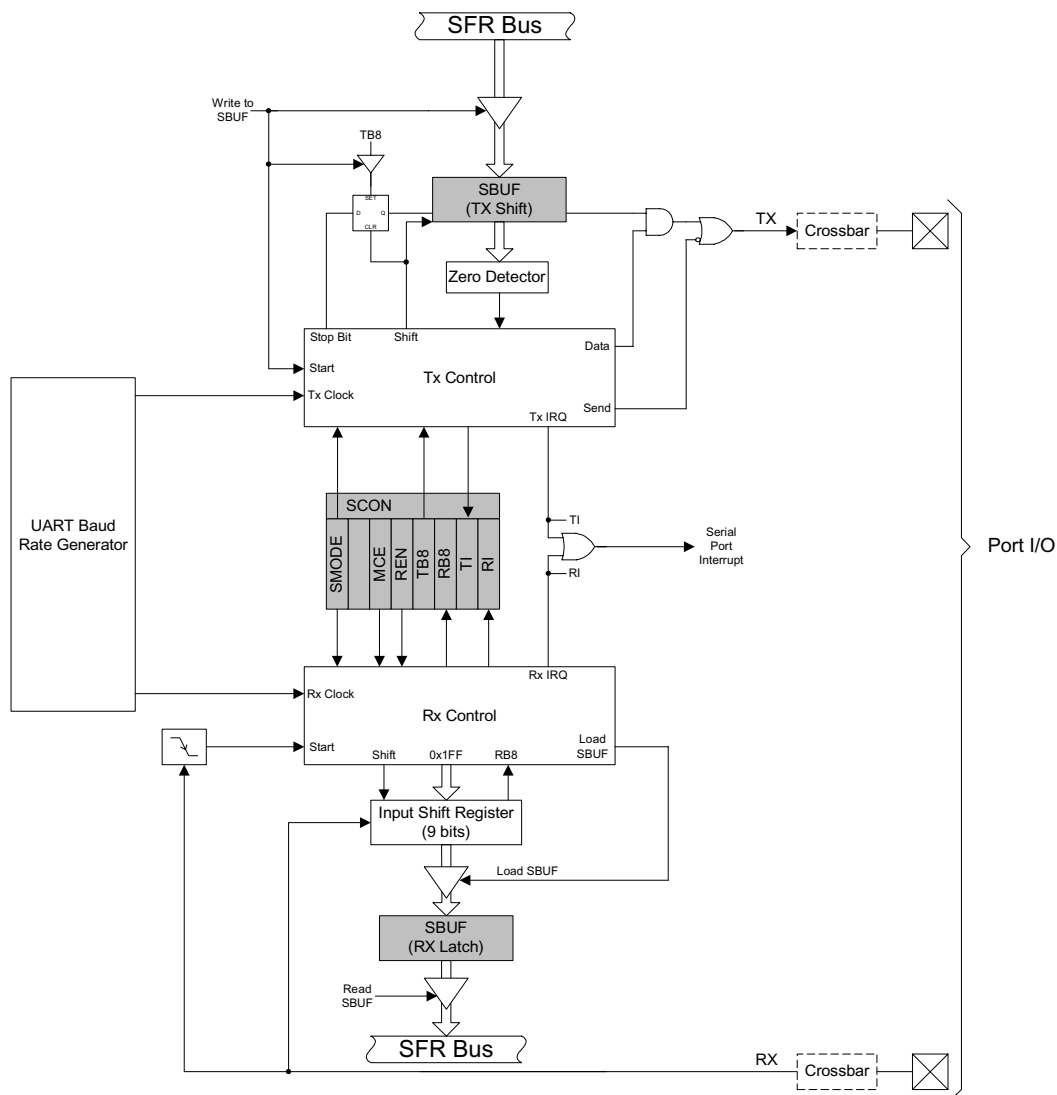 SFR Bus
Write to
SBUF
TB8
SET
D
Q
CLR
SBUF
(TX Shift)
TX
Crossbar
Zero Detector
Stop Bit
Shift
Data
Start
Tx Control
Tx Clock
Send
Tx IRQ
UART Baud
Rate Generator
SCON
SMODE
MCE
REN
TB8
RB8
TI
RI
TI
RI
Serial
Port
Interrupt
Port I/O
Rx IRQ
Rx Clock
Rx Control
Start
Load
SBUF
Shift
0x1FF
RB8
Input Shift Register
(9 bits)
Load SBUF
SBUF
(RX Latch)
Read
SBUF
SFR Bus
RX
Crossbar